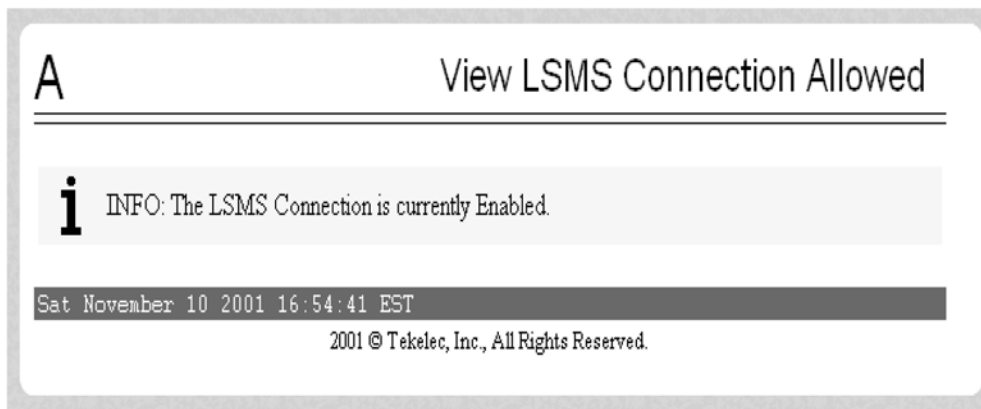 A
View LSMS Connection Allowed
i
INFO: The LSMS Connection is currently Enabled.
Sat November 10 2001 16:54:41 EST
2001 © Tekelec, Inc., All Rights Reserved.